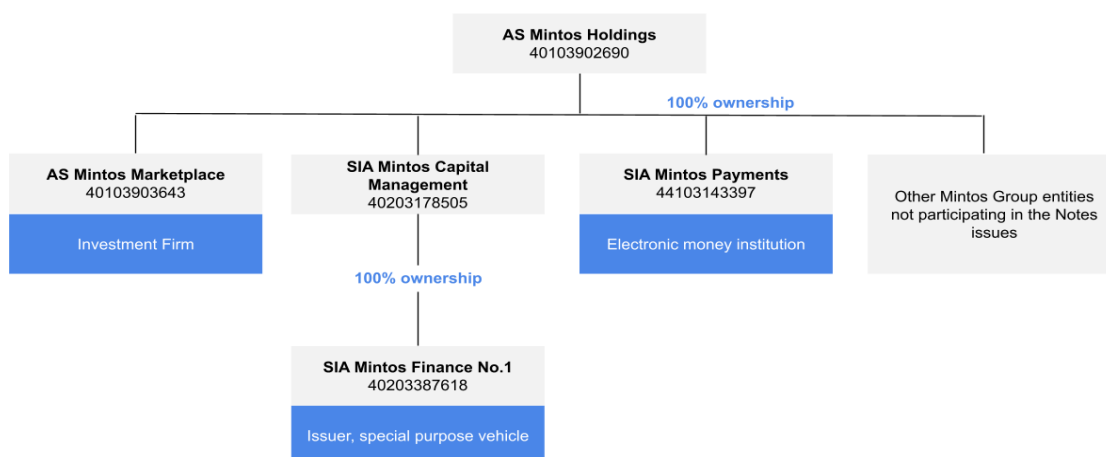 AS Mintos Holdings
40103902690
100% ownership
AS Mintos Marketplace
40103903643
Investment Firm
SIA Mintos Capital
Management
40203178505
SIA Mintos Payments
44103143397
Electronic money institution
Other Mintos Group entities
not participating in the Notes
issues
100% ownership
SIA Mintos Finance No.1
40203387618
Issuer, special purpose vehicle